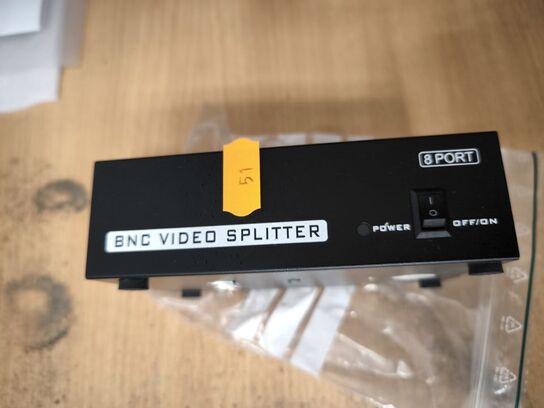 8 PORT
51
BNC VIDEO SPLITTER
POWER
I
O
OFF/ON